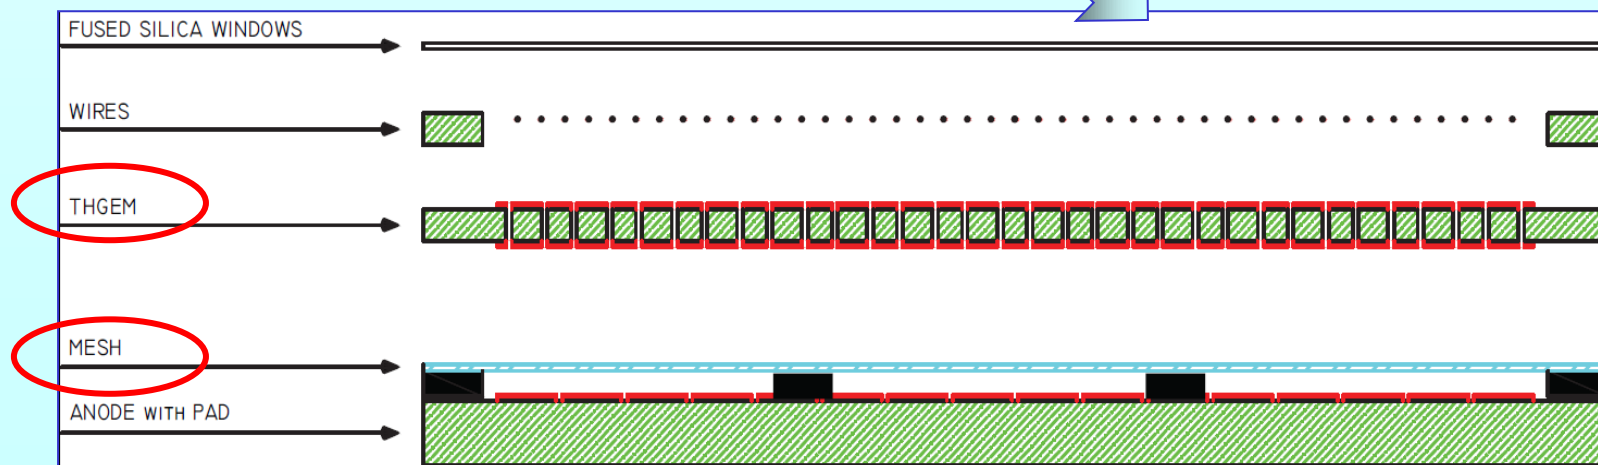 FUSED SILICA WINDOWS
WIRES
THGEM
MESH
ANODE WITH PAD